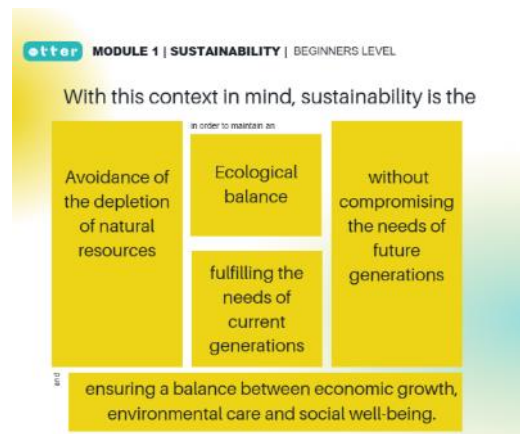 otter MODULE 1 | SUSTAINABILITY | BEGINNERS LEVEL
With this context in mind, sustainability is the
Avoidance of
the depletion
of natural
resources
in order to maintain an
Ecological
balance
fulfilling the
needs of
current
generations
without
compromising
the needs of
future
generations
and
ensuring a balance between economic growth,
environmental care and social well-being.